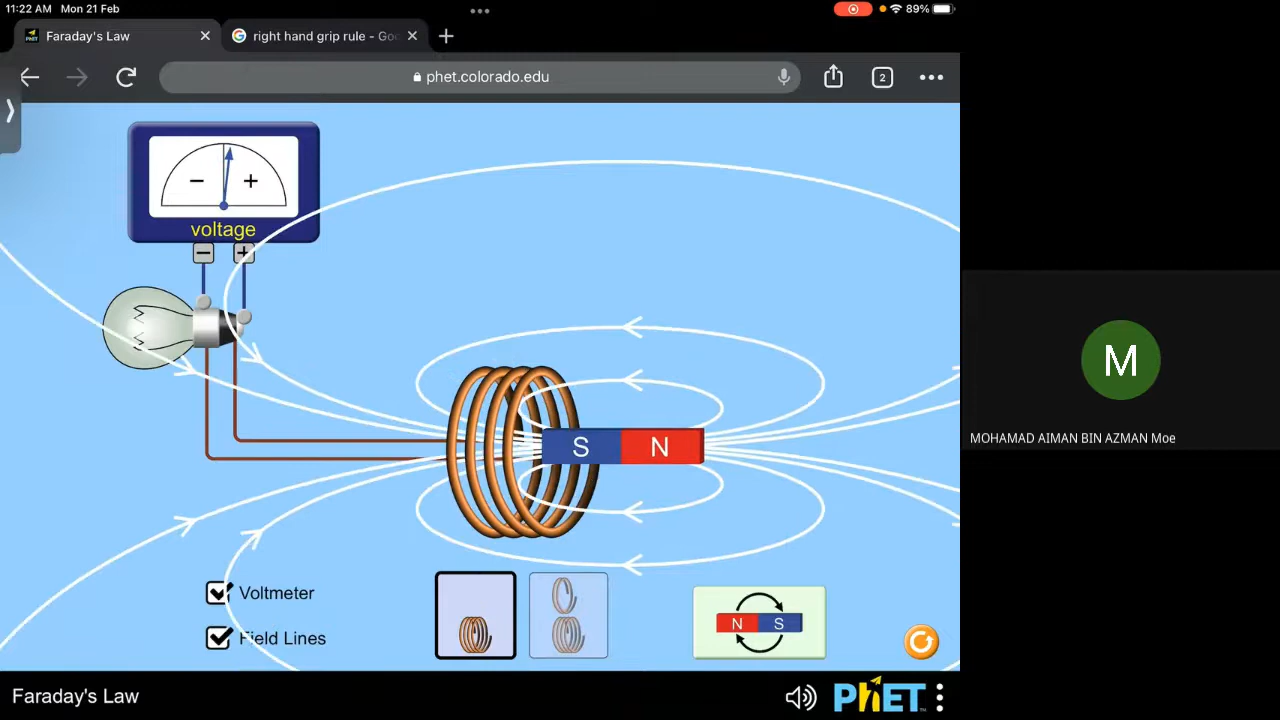 11:22 AM Mon 21 Feb
89%
Faraday's Law
right hand grip rule - Goo
phet.colorado.edu
2
− +
voltage
− +
S N
Voltmeter
Field Lines
N S
Faraday's Law
PhET
M
MOHAMAD AIMAN BIN AZMAN Moe